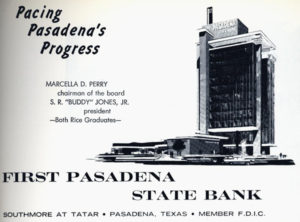 Pacing
Pasadena's
Progress
MARCELLA D. PERRY
chairman of the board
S. R. "BUDDY" JONES, JR.
president
—Both Rice Graduates—
FIRST PASADENA
STATE BANK
SOUTHMORE AT TATAR • PASADENA, TEXAS • MEMBER F.D.I.C.